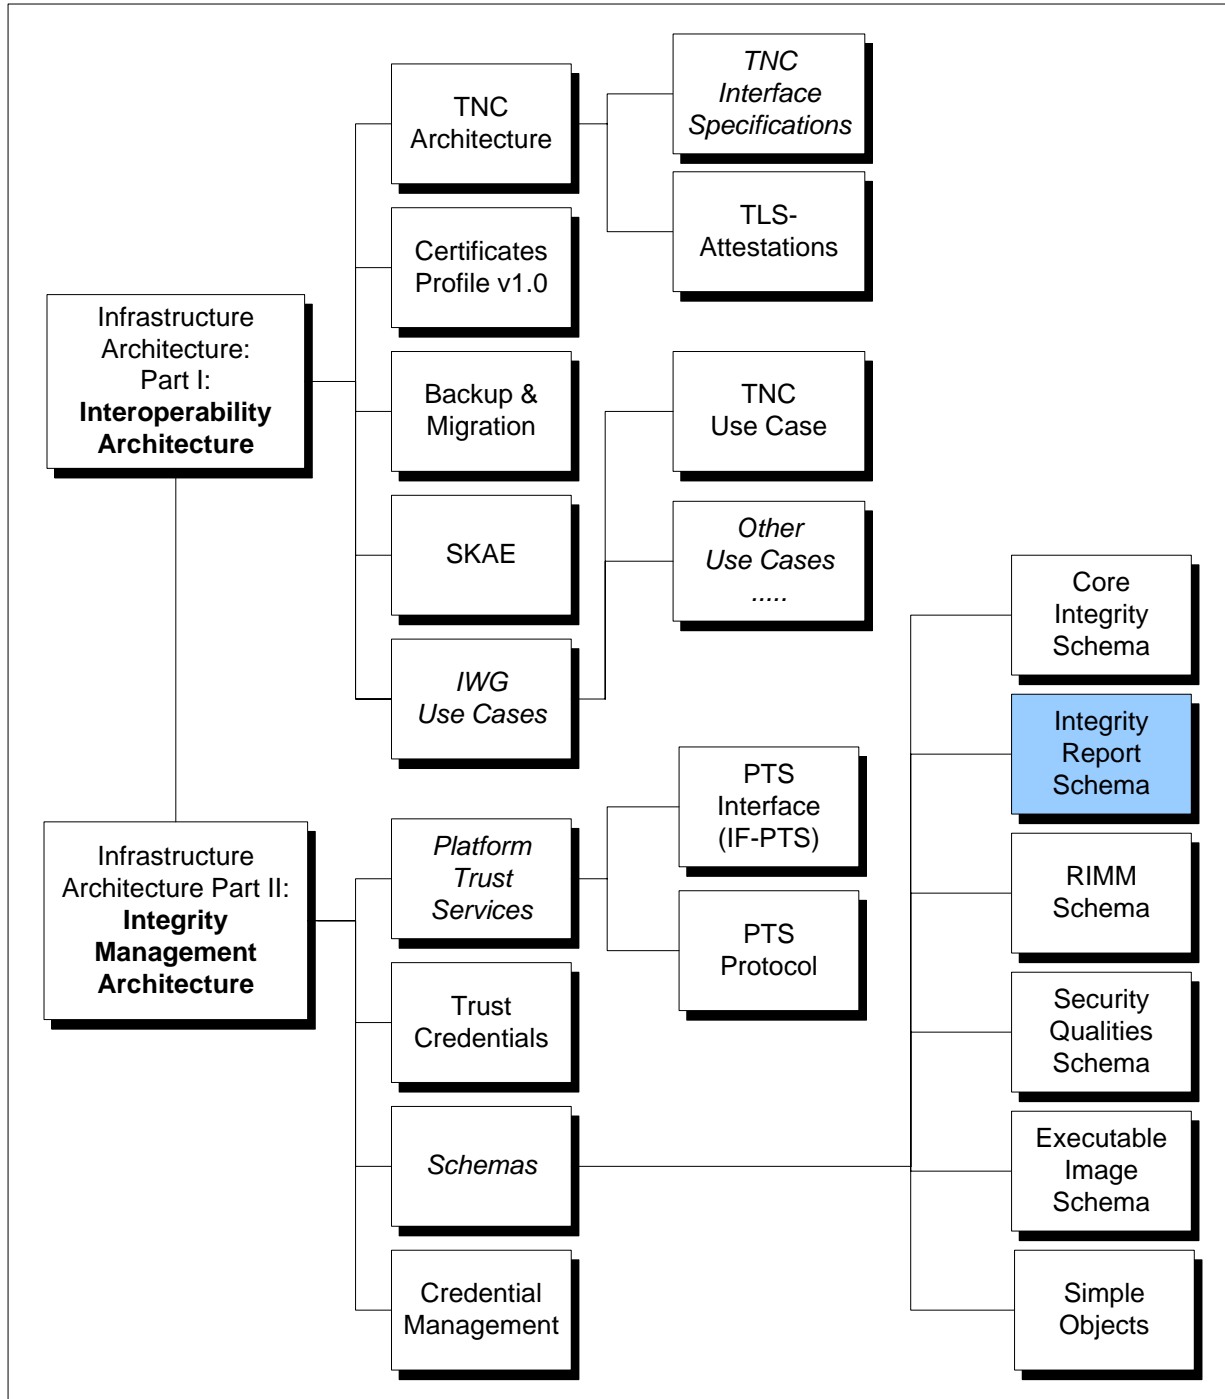 TNC
Architecture
TNC
Interface
Specifications
TLS-
Attestations
Certificates
Profile v1.0
Infrastructure
Architecture:
Part I:
Interoperability
Architecture
Backup &
Migration
TNC
Use Case
SKAE
Other
Use Cases
.....
IWG
Use Cases
Core
Integrity
Schema
Integrity
Report
Schema
RIMM
Schema
Security
Qualities
Schema
Executable
Image
Schema
Simple
Objects
Infrastructure
Architecture Part II:
Integrity
Management
Architecture
Platform
Trust
Services
PTS
Interface
(IF-PTS)
PTS
Protocol
Trust
Credentials
Schemas
Credential
Management